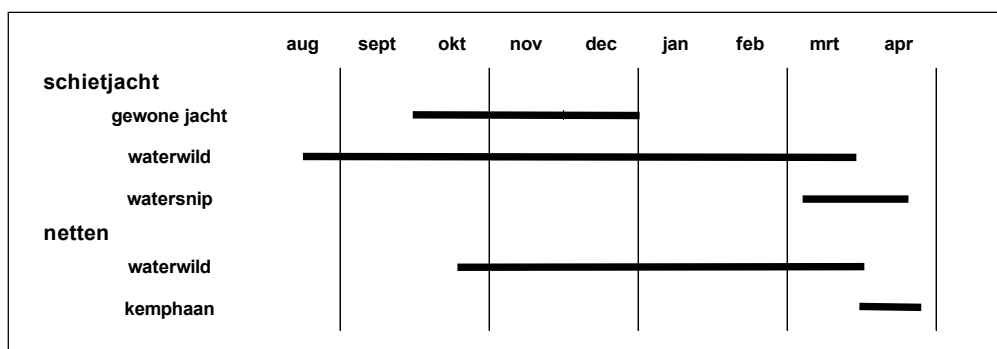 aug sept okt nov dec jan feb mrt apr
schietjacht
gewone jacht
waterwild
watersnip
netten
waterwild
kemphaan